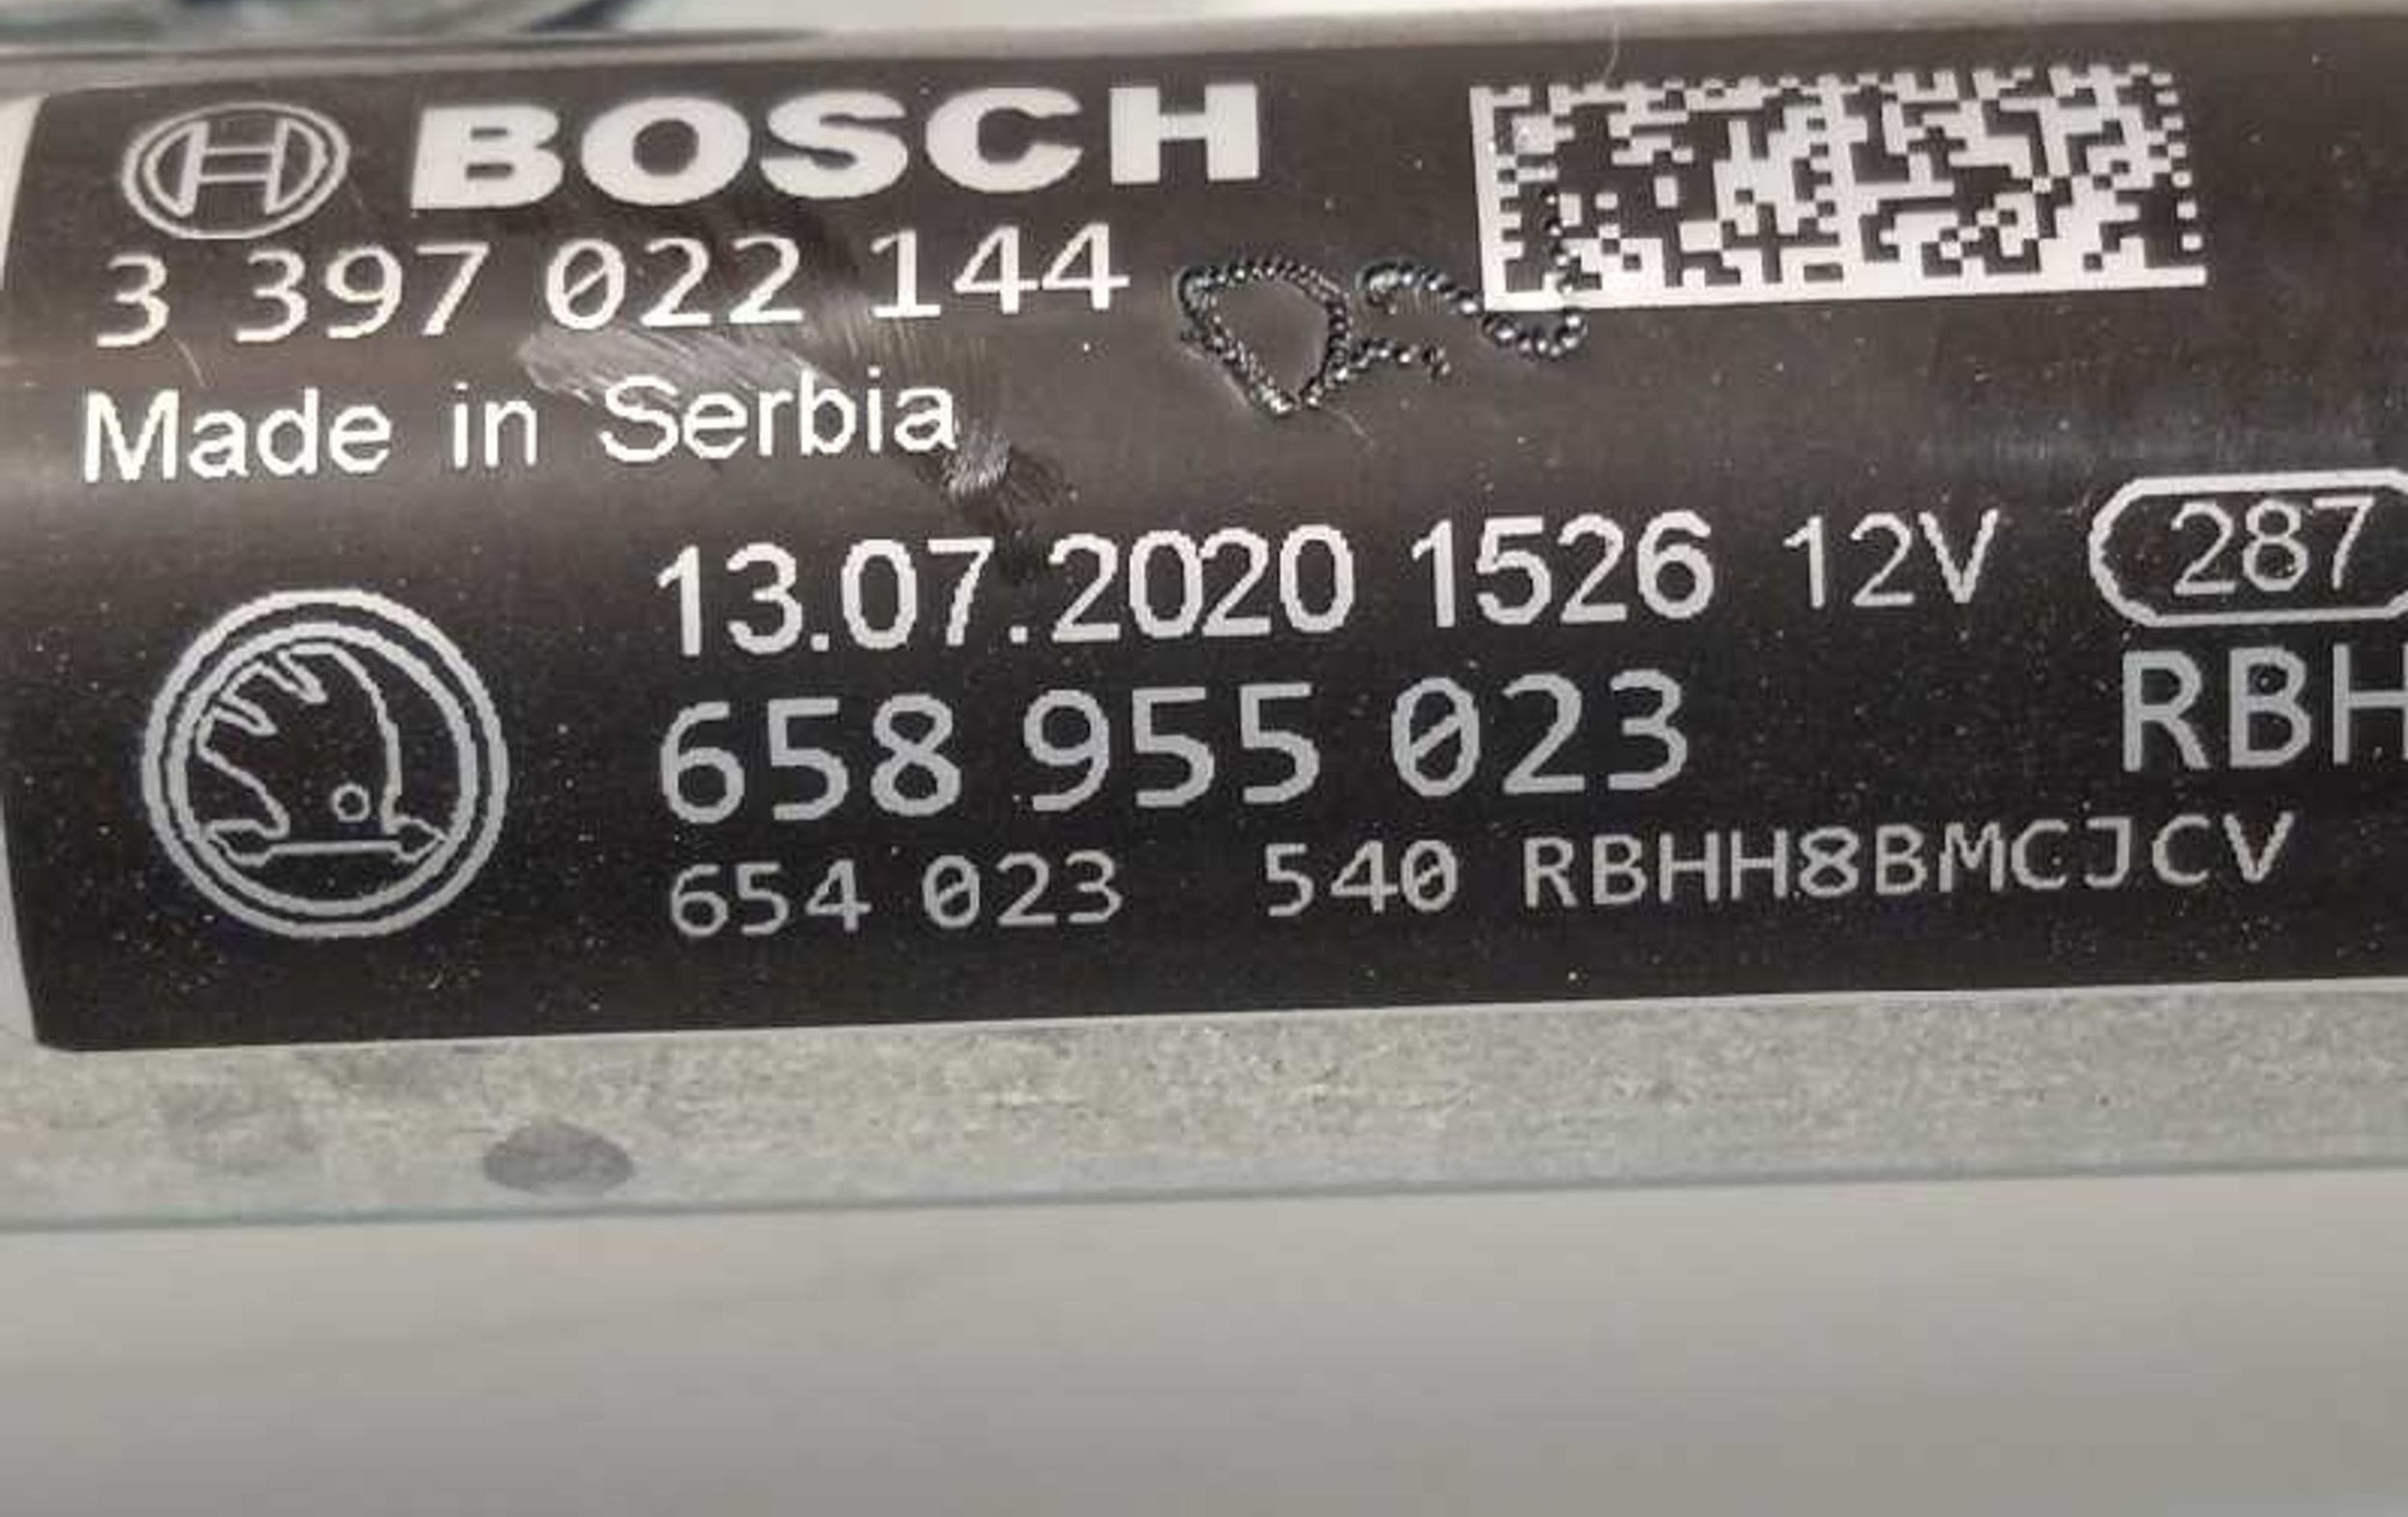 BOSCH
3 397 022 144
Made in Serbia
13.07.2020 1526 12V 287
658 955 023 RBH
654 023 540 RBHH8BMCJCV